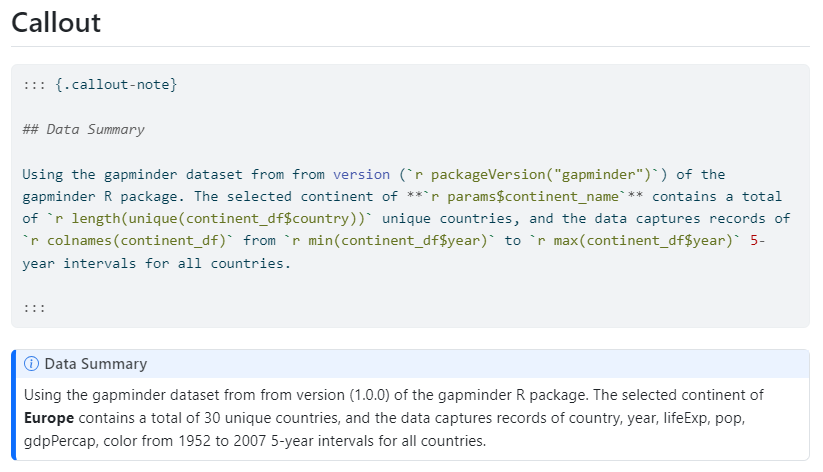 Callout
::: {.callout-note}
## Data Summary
Using the gapminder dataset from from version (`r packageVersion("gapminder")`) of the
gapminder R package. The selected continent of **`r params$continent_name`** contains a total
of `r length(unique(continent_df$country))` unique countries, and the data captures records of
`r colnames(continent_df)` from `r min(continent_df$year)` to `r max(continent_df$year)` 5-
year intervals for all countries.
:::
Data Summary
Using the gapminder dataset from from version (1.0.0) of the gapminder R package. The selected continent of
Europe contains a total of 30 unique countries, and the data captures records of country, year, lifeExp, pop,
gdpPercap, color from 1952 to 2007 5-year intervals for all countries.